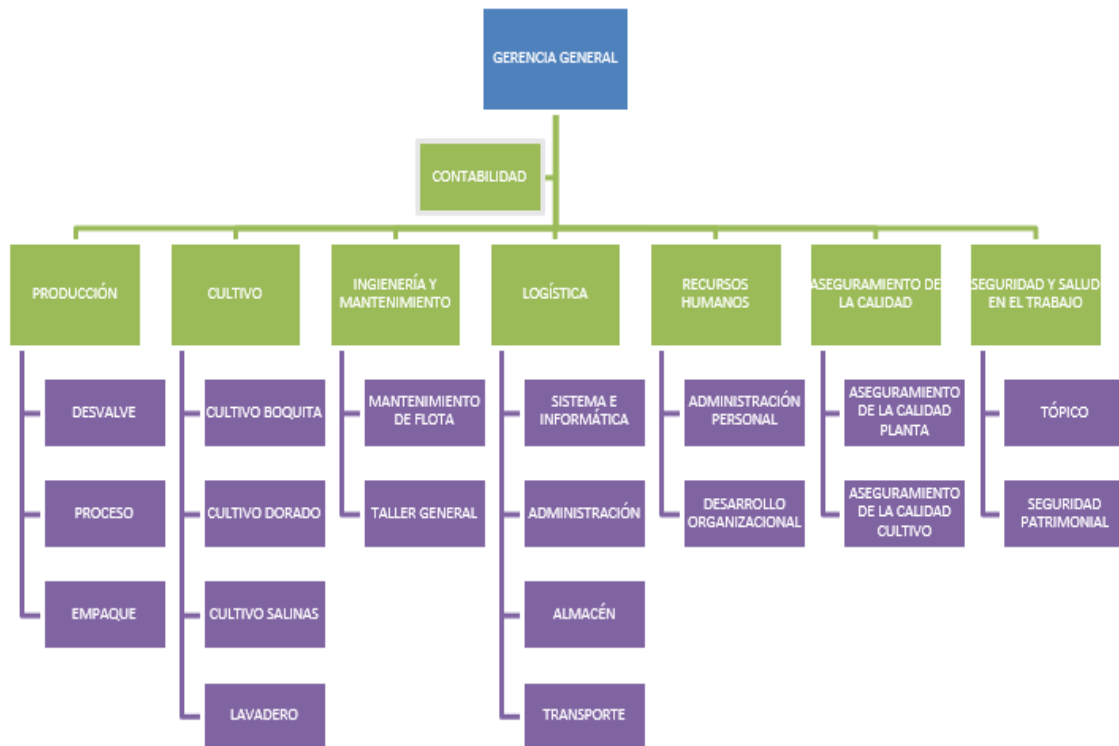 GERENCIA GENERAL
CONTABILIDAD
PRODUCCIÓN
CULTIVO
INGIENERÍA Y
MANTENIMIENTO
LOGÍSTICA
RECURSOS
HUMANOS
ASEGURAMIENTO DE
LA CALIDAD
SEGURIDAD Y SALUD
EN EL TRABAJO
DESVALVE
CULTIVO BOQUITA
MANTENIMIENTO
DE FLOTA
SISTEMA E
INFORMÁTICA
ADMINISTRACIÓN
PERSONAL
ASEGURAMIENTO
DE LA CALIDAD
PLANTA
TÓPICO
PROCESO
CULTIVO DORADO
TALLER GENERAL
ADMINISTRACIÓN
DESARROLLO
ORGANIZACIONAL
ASEGURAMIENTO
DE LA CALIDAD
CULTIVO
SEGURIDAD
PATRIMONIAL
EMPAQUE
CULTIVO SALINAS
ALMACÉN
LAVADERO
TRANSPORTE